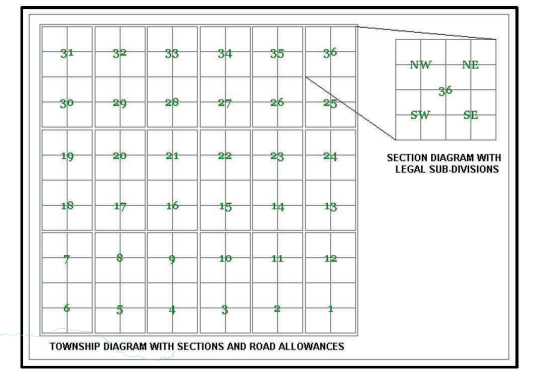 31 32 33 34 35 36
NW NE
36
SW SE
30 29 28 27 26 25
SECTION DIAGRAM WITH
LEGAL SUB-DIVISIONS
19 20 21 22 23 24
18 17 16 15 14 13
7 8 9 10 11 12
6 5 4 3 2 1
TOWNSHIP DIAGRAM WITH SECTIONS AND ROAD ALLOWANCES